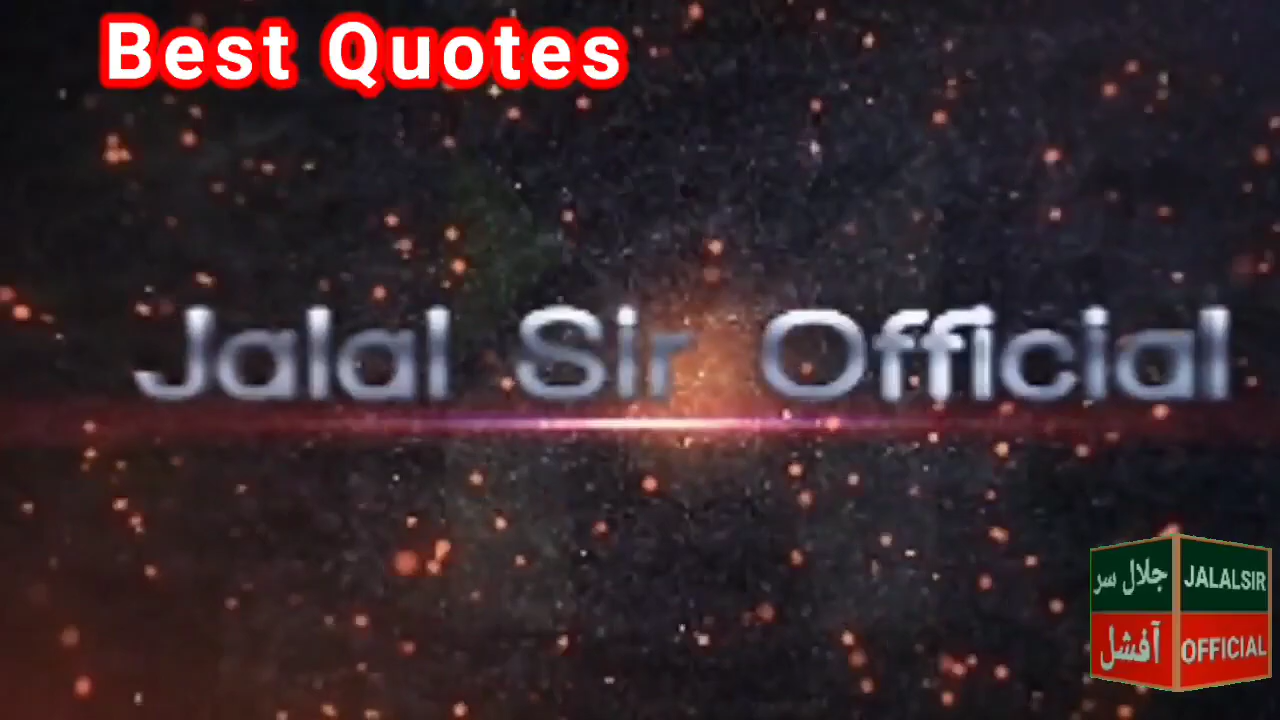 Best Quotes
Jalal Sir Official
جلال سر
JALALSIR
آفشل
OFFICIAL